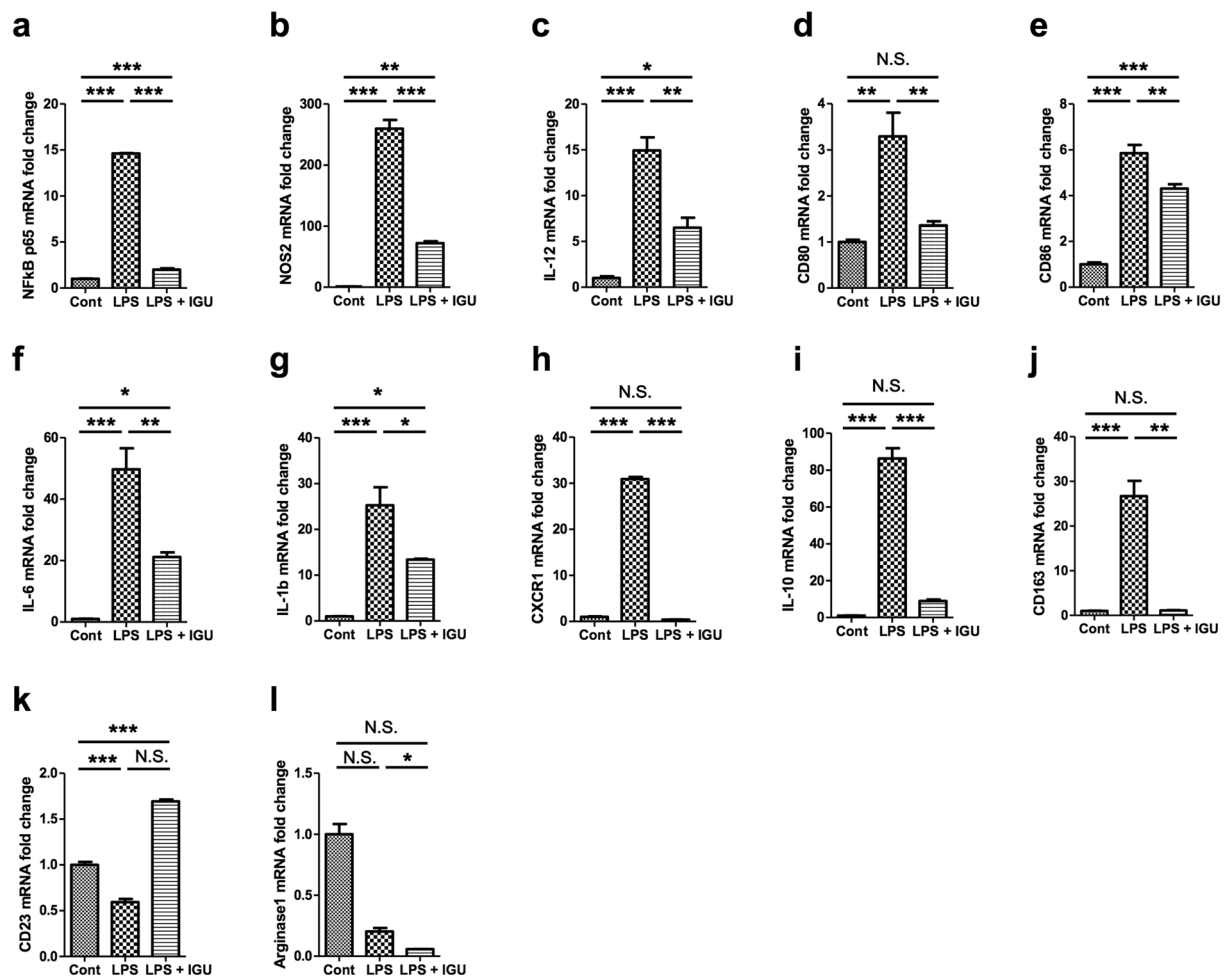 a
***
*** ***
NFkB p65 mRNA fold change
20
15
10
5
0
Cont LPS LPS + IGU
b
**
*** ***
NOS2 mRNA fold change
300
200
100
0
Cont LPS LPS + IGU
c
*
*** **
IL-12 mRNA fold change
20
15
10
5
0
Cont LPS LPS + IGU
d
N.S.
** **
CD80 mRNA fold change
4
3
2
1
0
Cont LPS LPS + IGU
e
***
*** **
CD86 mRNA fold change
8
6
4
2
0
Cont LPS LPS + IGU
f
*
*** **
IL-6 mRNA fold change
60
40
20
0
Cont LPS LPS + IGU
g
*
*** *
IL-1b mRNA fold change
40
30
20
10
0
Cont LPS LPS + IGU
h
N.S.
*** ***
CXCR1 mRNA fold change
40
30
20
10
0
Cont LPS LPS + IGU
i
N.S.
*** ***
IL-10 mRNA fold change
100
80
60
40
20
0
Cont LPS LPS + IGU
j
N.S.
*** **
CD163 mRNA fold change
40
30
20
10
0
Cont LPS LPS + IGU
k
***
*** N.S.
CD23 mRNA fold change
2.0
1.5
1.0
0.5
0.0
Cont LPS LPS + IGU
l
N.S.
N.S. *
Arginase1 mRNA fold change
1.5
1.0
0.5
0.0
Cont LPS LPS + IGU